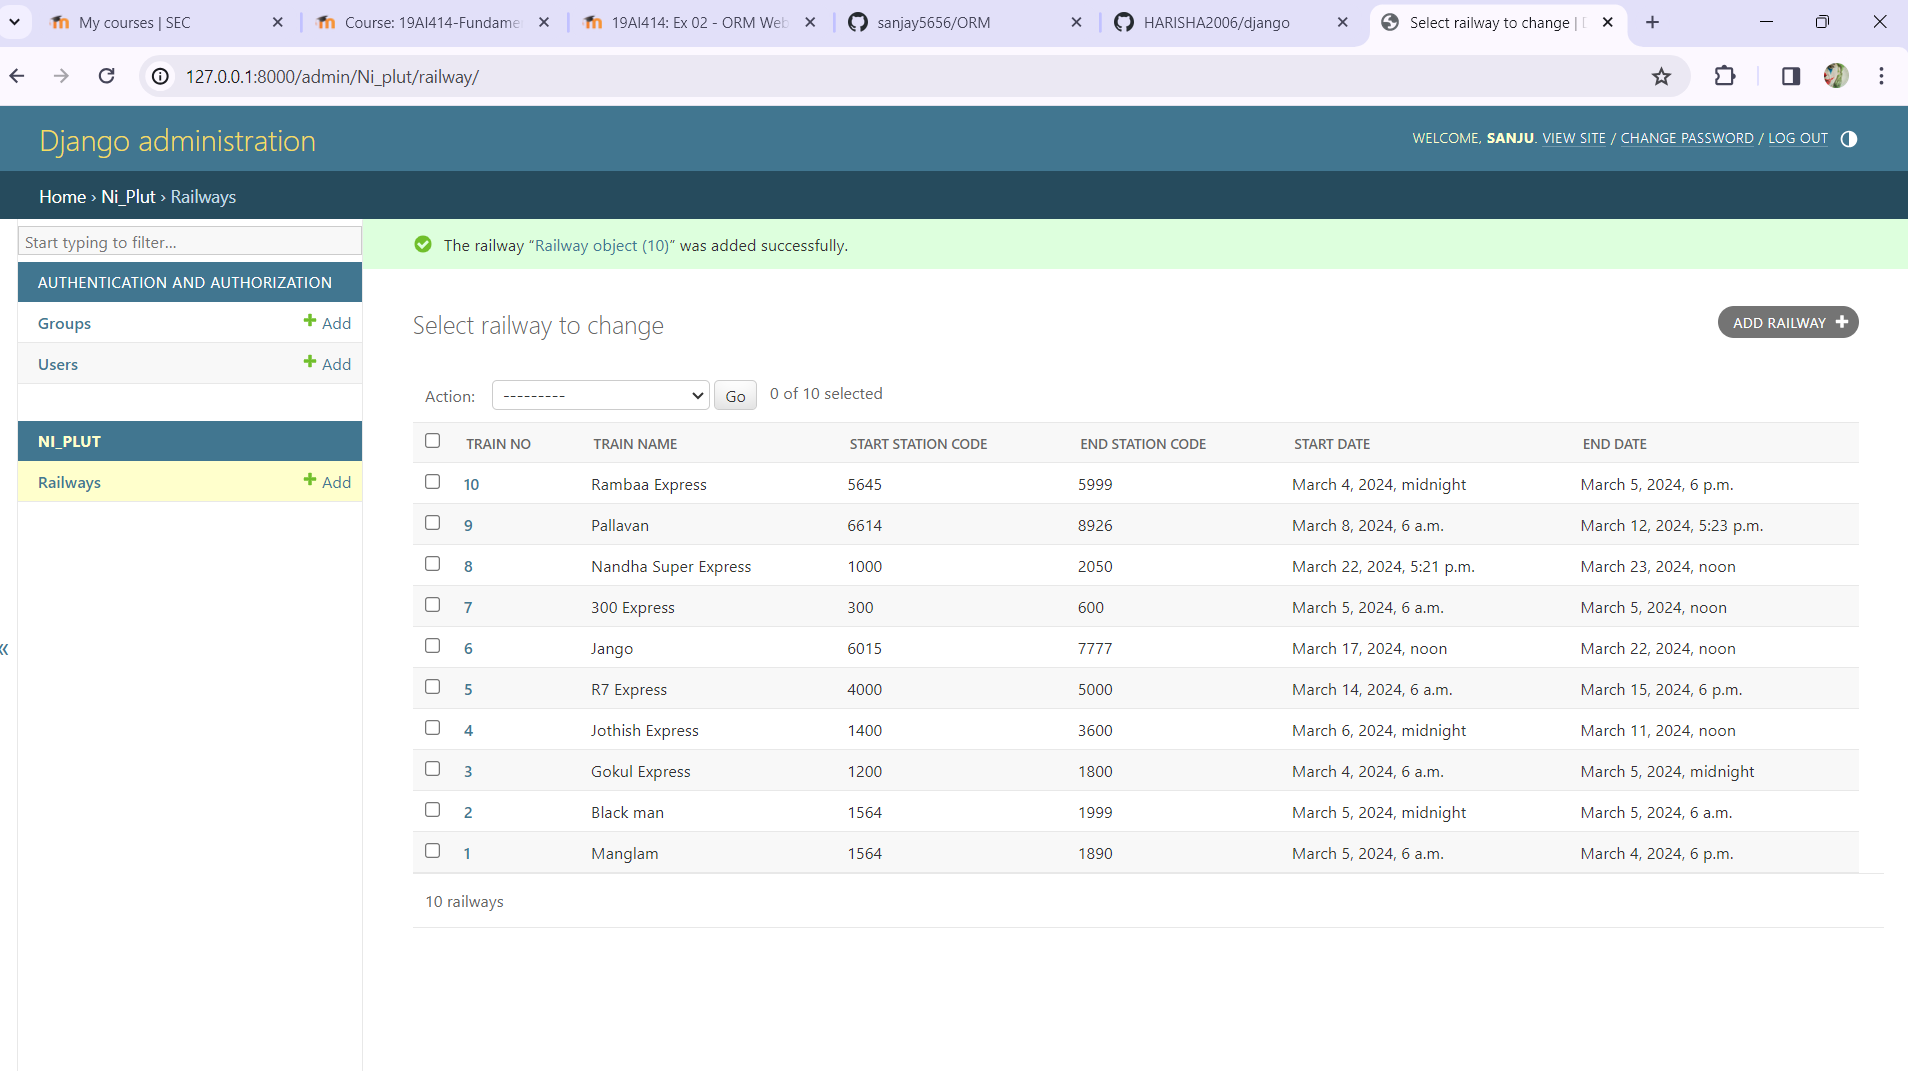 My courses | SEC
Course: 19AI414-Fundame
19AI414: Ex 02 - ORM Web
sanjay5656/ORM
HARISHA2006/django
Select railway to change | D
127.0.0.1:8000/admin/Ni_plut/railway/
Django administration
WELCOME, SANJU. VIEW SITE / CHANGE PASSWORD / LOG OUT
Home › Ni_Plut › Railways
Start typing to filter...
AUTHENTICATION AND AUTHORIZATION
Groups + Add
Users + Add
NI_PLUT
Railways + Add
«
The railway “Railway object (10)” was added successfully.
Select railway to change
ADD RAILWAY +
Action: --------- Go 0 of 10 selected
TRAIN NO TRAIN NAME START STATION CODE END STATION CODE START DATE END DATE
10 Rambaa Express 5645 5999 March 4, 2024, midnight March 5, 2024, 6 p.m.
9 Pallavan 6614 8926 March 8, 2024, 6 a.m. March 12, 2024, 5:23 p.m.
8 Nandha Super Express 1000 2050 March 22, 2024, 5:21 p.m. March 23, 2024, noon
7 300 Express 300 600 March 5, 2024, 6 a.m. March 5, 2024, noon
6 Jango 6015 7777 March 17, 2024, noon March 22, 2024, noon
5 R7 Express 4000 5000 March 14, 2024, 6 a.m. March 15, 2024, 6 p.m.
4 Jothish Express 1400 3600 March 6, 2024, midnight March 11, 2024, noon
3 Gokul Express 1200 1800 March 4, 2024, 6 a.m. March 5, 2024, midnight
2 Black man 1564 1999 March 5, 2024, midnight March 5, 2024, 6 a.m.
1 Manglam 1564 1890 March 5, 2024, 6 a.m. March 4, 2024, 6 p.m.
10 railways